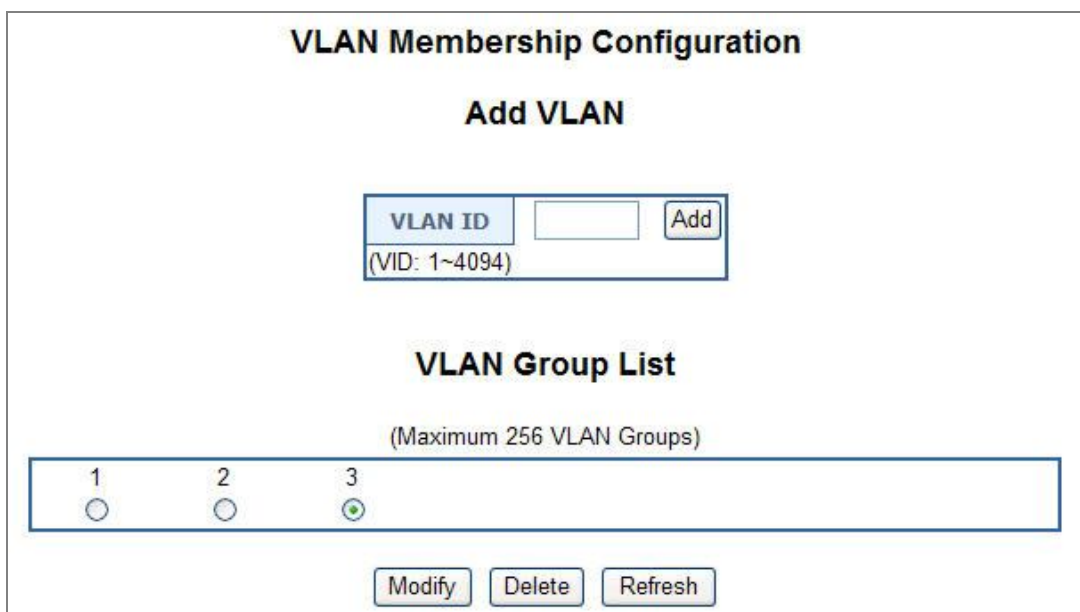 VLAN Membership Configuration
Add VLAN
VLAN ID Add
(VID: 1~4094)
VLAN Group List
(Maximum 256 VLAN Groups)
1 2 3
Modify Delete Refresh